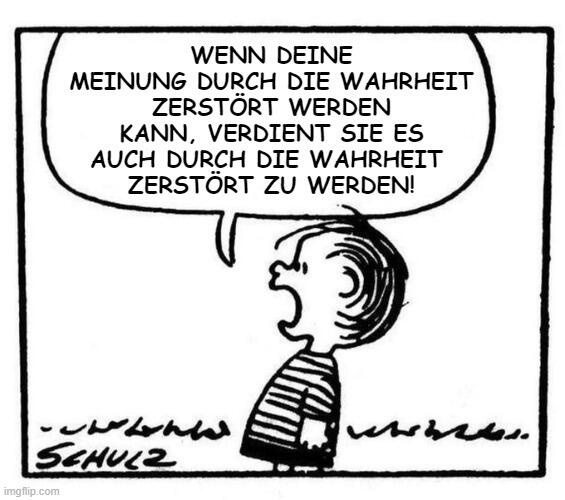 WENN DEINE
MEINUNG DURCH DIE WAHRHEIT
ZERSTÖRT WERDEN
KANN, VERDIENT SIE ES
AUCH DURCH DIE WAHRHEIT
ZERSTÖRT ZU WERDEN!
SCHULZ
imgflip.com